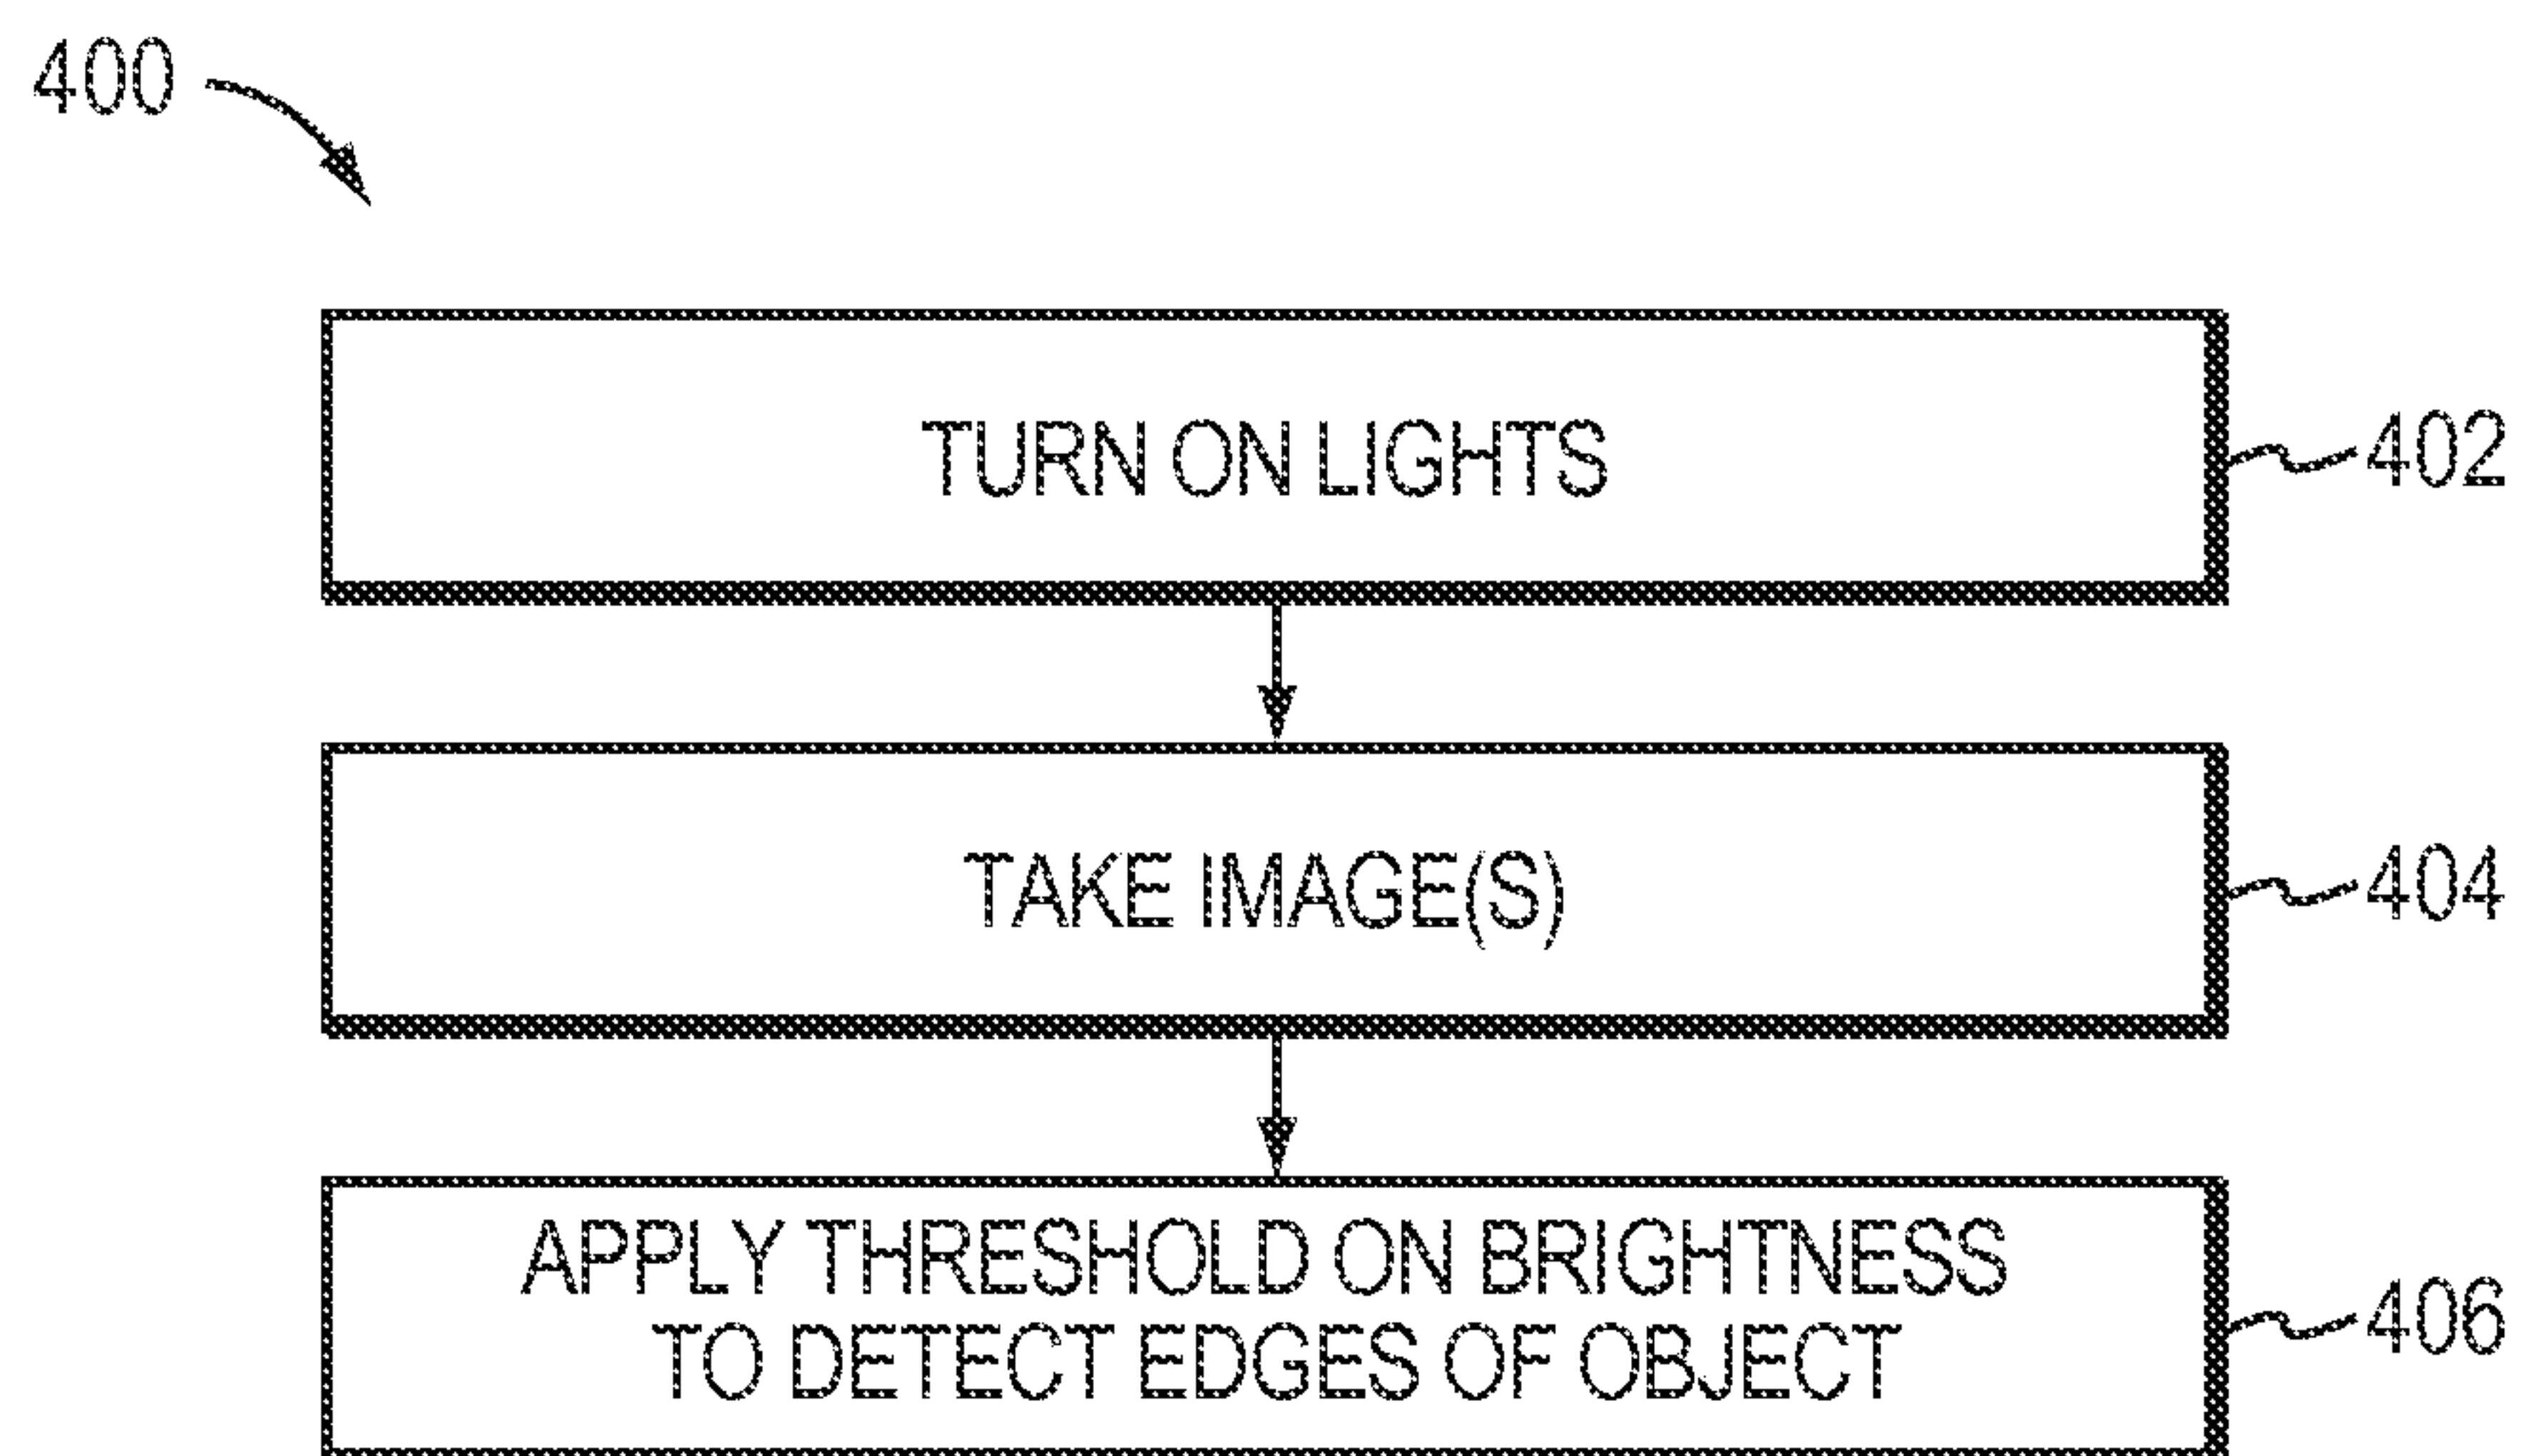 400
TURN ON LIGHTS
402
TAKE IMAGE(S)
404
APPLY THRESHOLD ON BRIGHTNESS
TO DETECT EDGES OF OBJECT
406